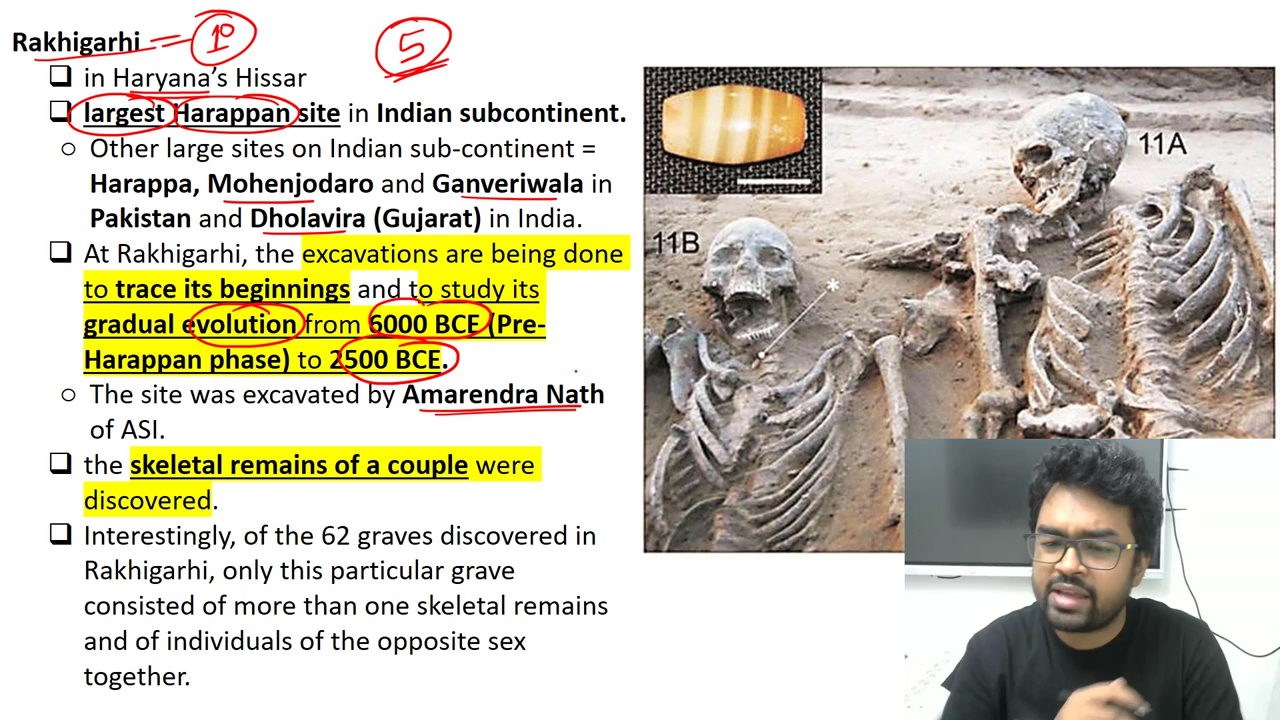 Rakhigarhi = 1°
5
❑ in Haryana's Hissar
❑ largest Harappan site in Indian subcontinent.
○ Other large sites on Indian sub-continent =
Harappa, Mohenjodaro and Ganveriwala in
Pakistan and Dholavira (Gujarat) in India.
❑ At Rakhigarhi, the excavations are being done
to trace its beginnings and to study its
gradual evolution from 6000 BCE (Pre-
Harappan phase) to 2500 BCE.
○ The site was excavated by Amarendra Nath
of ASI.
❑ the skeletal remains of a couple were
discovered.
❑ Interestingly, of the 62 graves discovered in
Rakhigarhi, only this particular grave
consisted of more than one skeletal remains
and of individuals of the opposite sex
together.
11A
11B
*